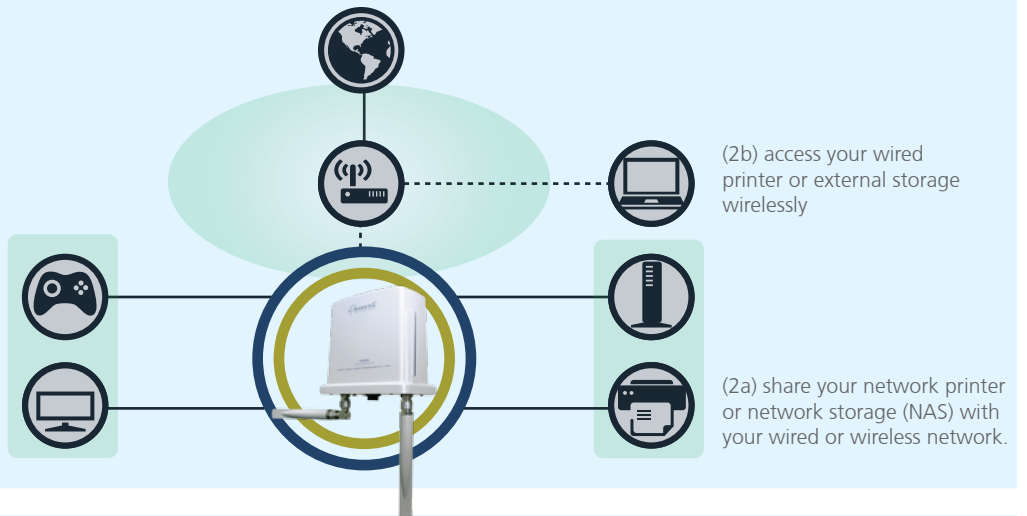 (2b) access your wired
printer or external storage
wirelessly
(2a) share your network printer
or network storage (NAS) with
your wired or wireless network.